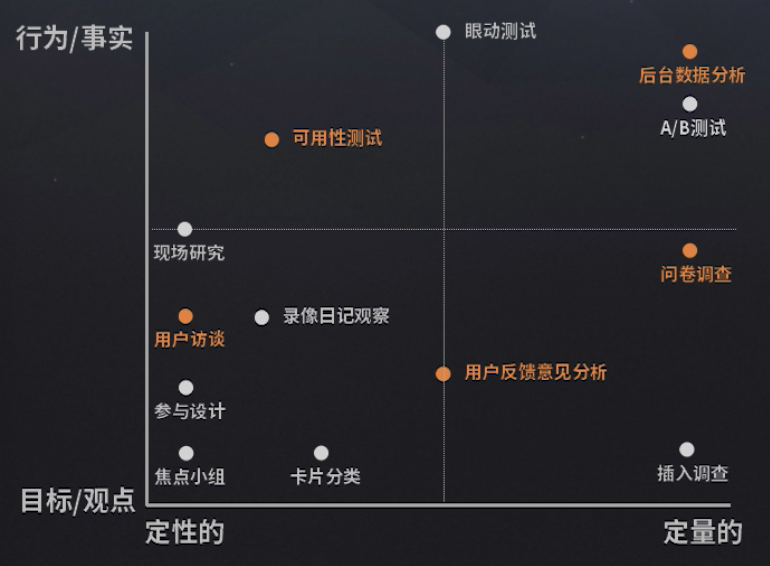 行为/事实
眼动测试
后台数据分析
A/B测试
可用性测试
现场研究
问卷调查
用户访谈
录像日记观察
用户反馈意见分析
参与设计
焦点小组
卡片分类
插入调查
目标/观点
定性的
定量的